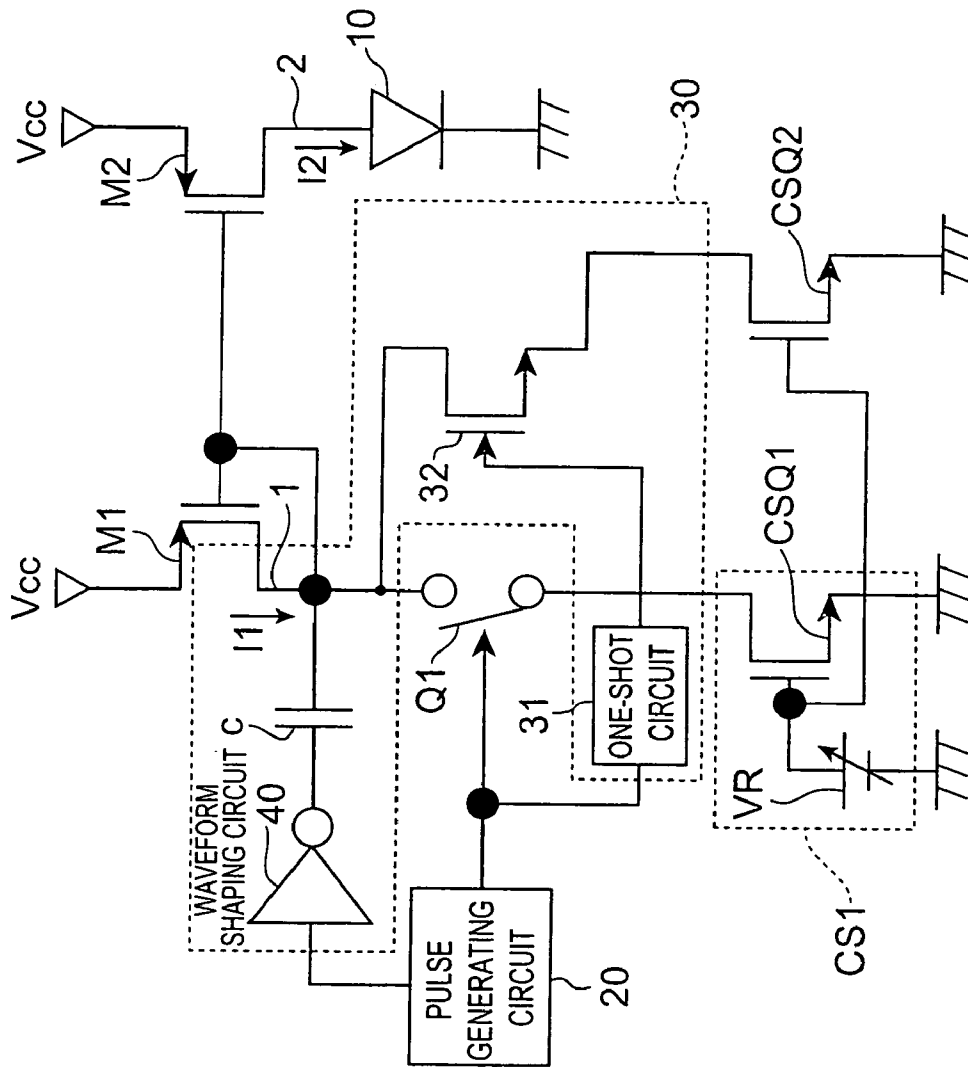 Vcc
Vcc
M1
M2
I1
1
I2
2
10
WAVEFORM
SHAPING CIRCUIT
C
40
Q1
32
30
PULSE
GENERATING
CIRCUIT
20
31
ONE-SHOT
CIRCUIT
VR
CSQ1
CSQ2
CS1